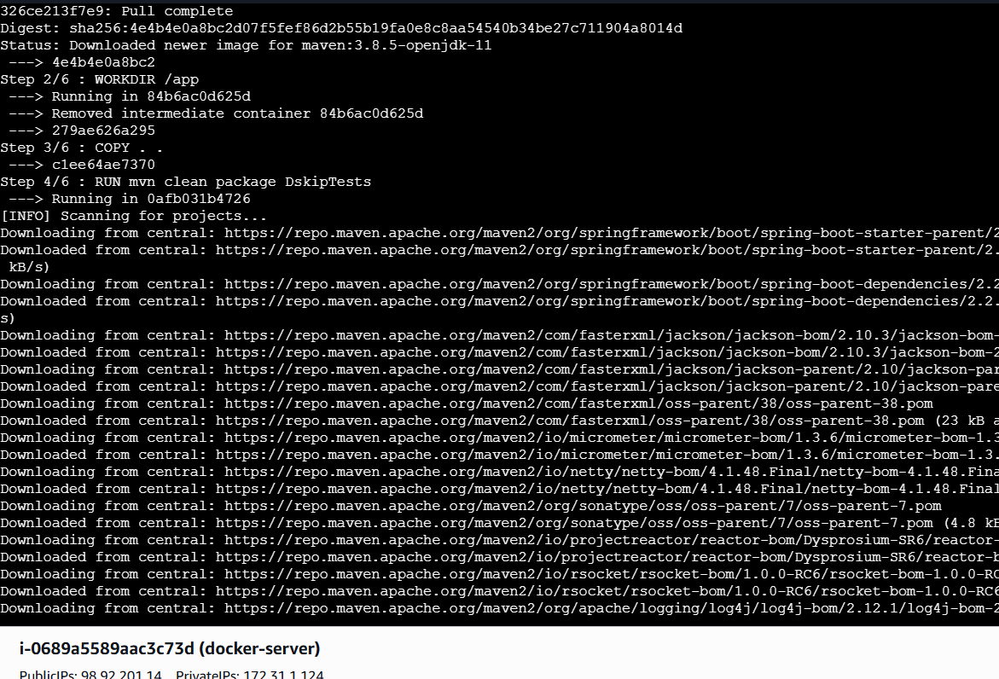 326ce213f7e9: Pull complete
Digest: sha256:4e4b4e0a8bc2d07f5fef86d2b55b19fa0e8c8aa54540b34be27c711904a8014d
Status: Downloaded newer image for maven:3.8.5-openjdk-11
 ---> 4e4b4e0a8bc2
Step 2/6 : WORKDIR /app
 ---> Running in 84b6ac0d625d
 ---> Removed intermediate container 84b6ac0d625d
 ---> 279ae626a295
Step 3/6 : COPY . .
 ---> c1ee64ae7370
Step 4/6 : RUN mvn clean package DskipTests
 ---> Running in 0afb031b4726
[INFO] Scanning for projects...
Downloading from central: https://repo.maven.apache.org/maven2/org/springframework/boot/spring-boot-starter-parent/2
Downloaded from central: https://repo.maven.apache.org/maven2/org/springframework/boot/spring-boot-starter-parent/2.
 kB/s)
Downloading from central: https://repo.maven.apache.org/maven2/org/springframework/boot/spring-boot-dependencies/2.2
Downloaded from central: https://repo.maven.apache.org/maven2/org/springframework/boot/spring-boot-dependencies/2.2.
s)
Downloading from central: https://repo.maven.apache.org/maven2/com/fasterxml/jackson/jackson-bom/2.10.3/jackson-bom-
Downloaded from central: https://repo.maven.apache.org/maven2/com/fasterxml/jackson/jackson-bom/2.10.3/jackson-bom-2
Downloading from central: https://repo.maven.apache.org/maven2/com/fasterxml/jackson/jackson-parent/2.10/jackson-par
Downloaded from central: https://repo.maven.apache.org/maven2/com/fasterxml/jackson/jackson-parent/2.10/jackson-pare
Downloading from central: https://repo.maven.apache.org/maven2/com/fasterxml/oss-parent/38/oss-parent-38.pom
Downloaded from central: https://repo.maven.apache.org/maven2/com/fasterxml/oss-parent/38/oss-parent-38.pom (23 kB a
Downloading from central: https://repo.maven.apache.org/maven2/io/micrometer/micrometer-bom/1.3.6/micrometer-bom-1.3
Downloaded from central: https://repo.maven.apache.org/maven2/io/micrometer/micrometer-bom/1.3.6/micrometer-bom-1.3.
Downloading from central: https://repo.maven.apache.org/maven2/io/netty/netty-bom/4.1.48.Final/netty-bom-4.1.48.Fina
Downloaded from central: https://repo.maven.apache.org/maven2/io/netty/netty-bom/4.1.48.Final/netty-bom-4.1.48.Final
Downloading from central: https://repo.maven.apache.org/maven2/org/sonatype/oss/oss-parent/7/oss-parent-7.pom
Downloaded from central: https://repo.maven.apache.org/maven2/org/sonatype/oss/oss-parent/7/oss-parent-7.pom (4.8 kB
Downloading from central: https://repo.maven.apache.org/maven2/io/projectreactor/reactor-bom/Dysprosium-SR6/reactor-
Downloaded from central: https://repo.maven.apache.org/maven2/io/projectreactor/reactor-bom/Dysprosium-SR6/reactor-b
Downloading from central: https://repo.maven.apache.org/maven2/io/rsocket/rsocket-bom/1.0.0-RC6/rsocket-bom-1.0.0-RC
Downloaded from central: https://repo.maven.apache.org/maven2/io/rsocket/rsocket-bom/1.0.0-RC6/rsocket-bom-1.0.0-RC6
Downloading from central: https://repo.maven.apache.org/maven2/org/apache/logging/log4j/log4j-bom/2.12.1/log4j-bom-2
i-0689a5589aac3c73d (docker-server)
PublicIPs: 98.92.201.14 PrivateIPs: 172.31.1.124